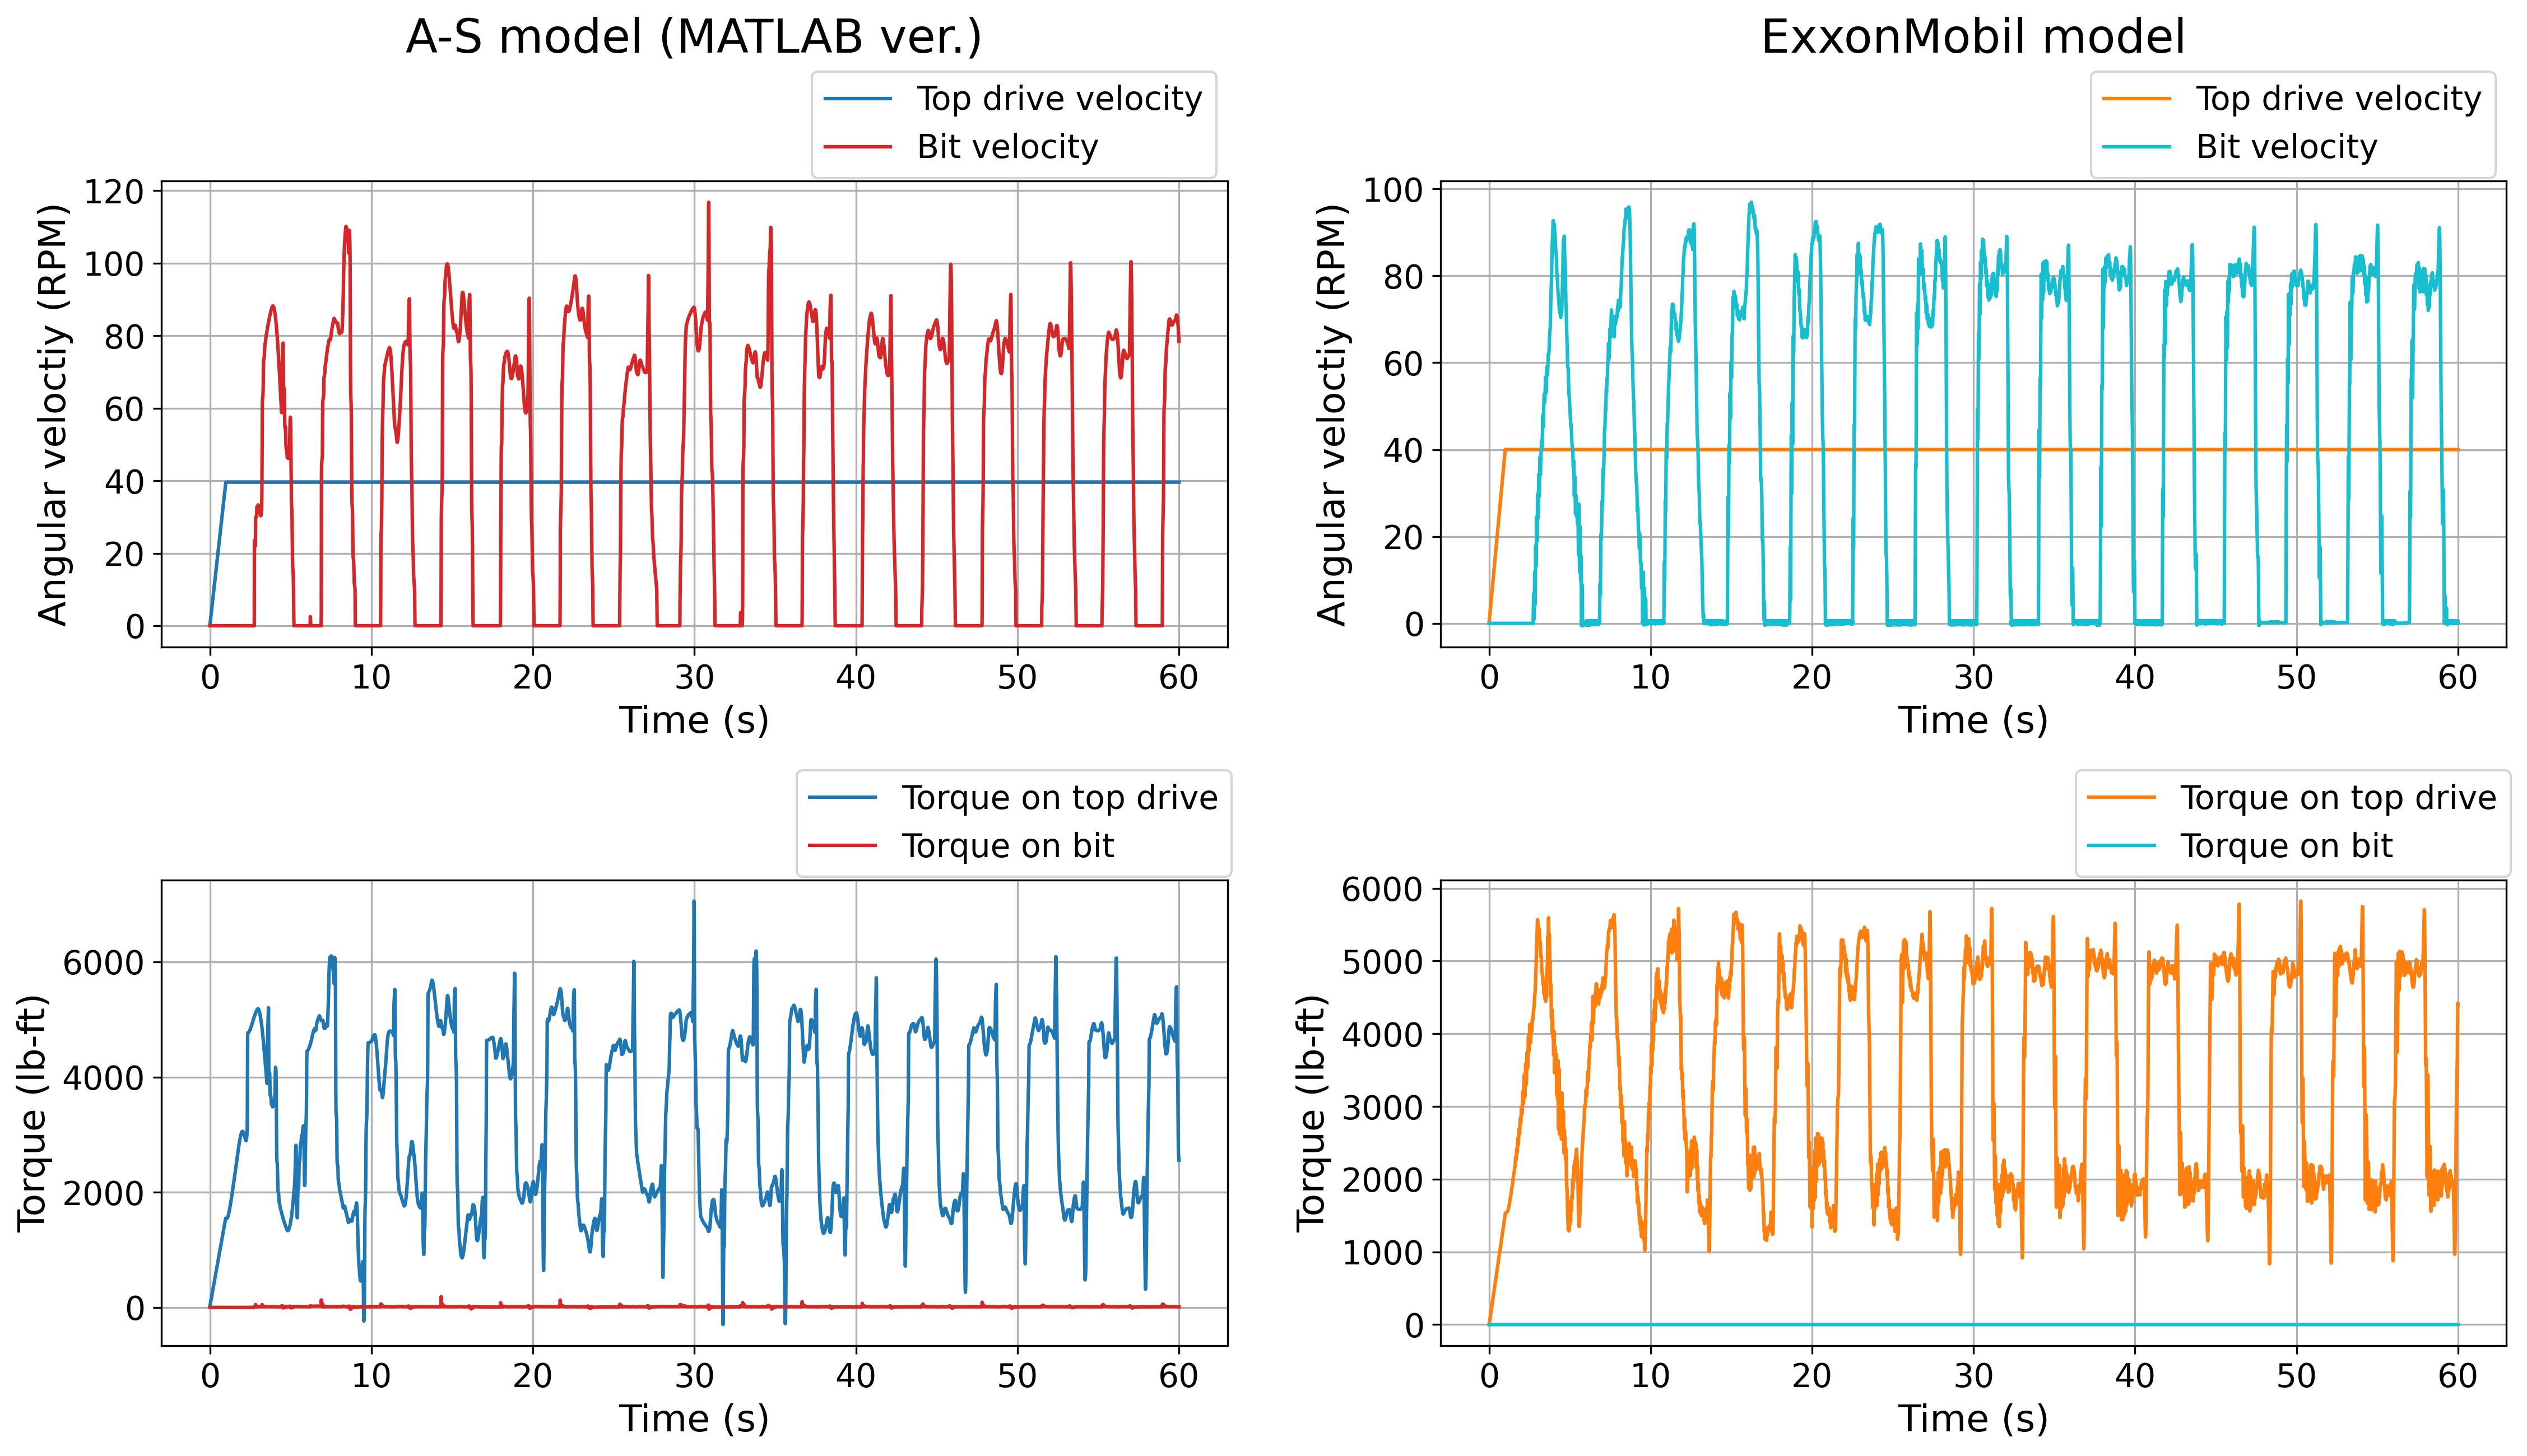 A-S model (MATLAB ver.)
Top drive velocity
Bit velocity
Angular veloctiy (RPM)
120
100
80
60
40
20
0
0 10 20 30 40 50 60
Time (s)
ExxonMobil model
Top drive velocity
Bit velocity
Angular veloctiy (RPM)
100
80
60
40
20
0
0 10 20 30 40 50 60
Time (s)
Torque on top drive
Torque on bit
Torque (lb-ft)
6000
4000
2000
0
0 10 20 30 40 50 60
Time (s)
Torque on top drive
Torque on bit
Torque (lb-ft)
6000
5000
4000
3000
2000
1000
0
0 10 20 30 40 50 60
Time (s)